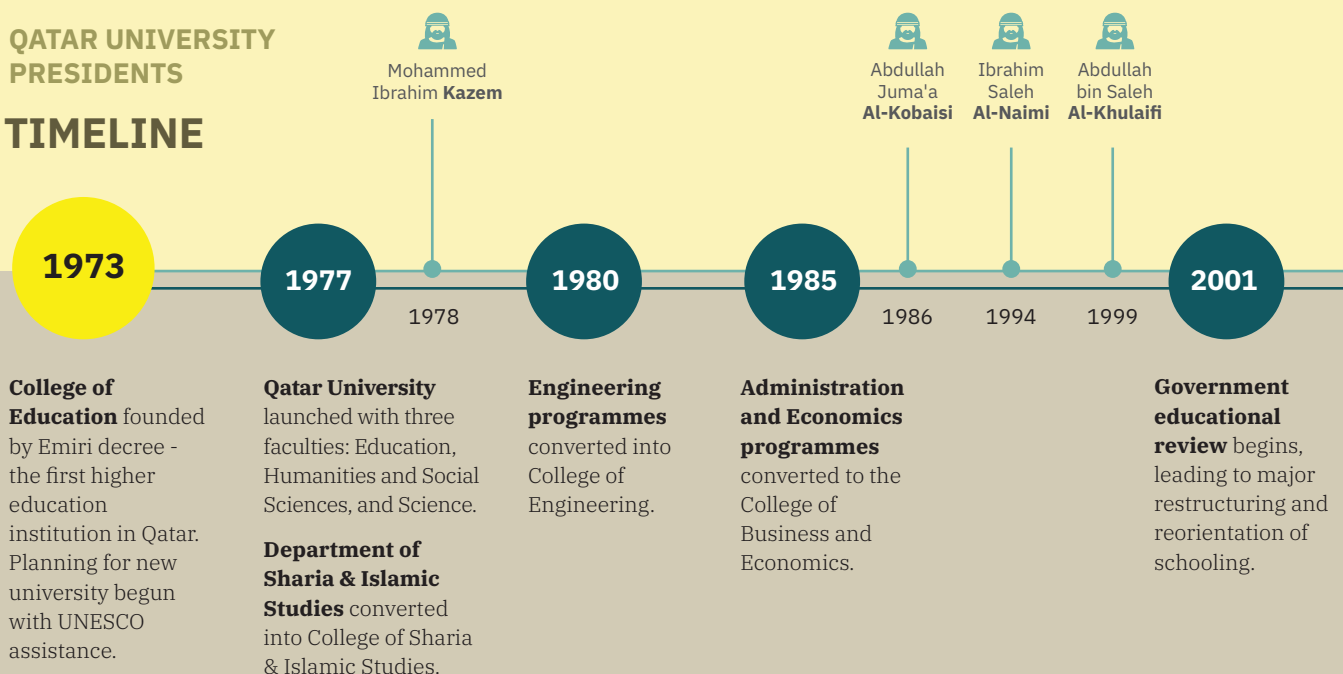 QATAR UNIVERSITY
PRESIDENTS
TIMELINE
Mohammed
Ibrahim Kazem
Abdullah
Juma'a
Al-Kobaisi
Ibrahim
Saleh
Al-Naimi
Abdullah
bin Saleh
Al-Khulaifi
1973
1977
1978
1980
1985
1986
1994
1999
2001
College of
Education founded
by Emiri decree -
the first higher
education
institution in Qatar.
Planning for new
university begun
with UNESCO
assistance.
Qatar University
launched with three
faculties: Education,
Humanities and Social
Sciences, and Science.
Department of
Sharia & Islamic
Studies converted
into College of Sharia
& Islamic Studies.
Engineering
programmes
converted into
College of
Engineering.
Administration
and Economics
programmes
converted to the
College of
Business and
Economics.
Government
educational
review begins,
leading to major
restructuring and
reorientation of
schooling.